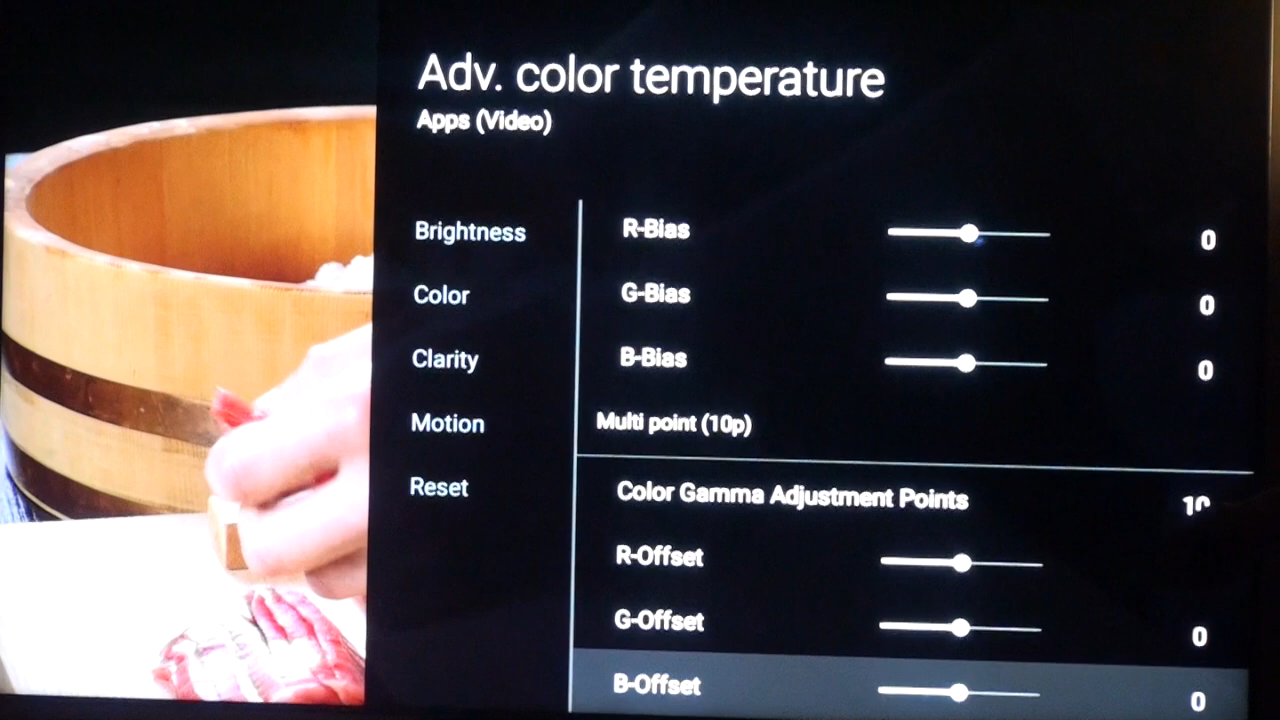 Adv. color temperature
Apps (Video)
Brightness
Color
Clarity
Motion
Reset
R-Bias 0
G-Bias 0
B-Bias 0
Multi point (10p)
Color Gamma Adjustment Points
R-Offset
G-Offset 0
B-Offset 0